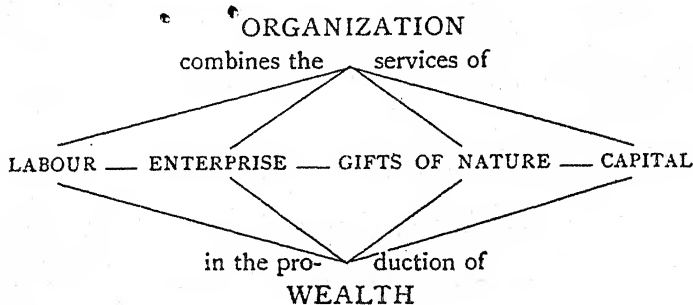 ORGANIZATION
combines the services of
LABOUR — ENTERPRISE — GIFTS OF NATURE — CAPITAL
in the pro- duction of
WEALTH